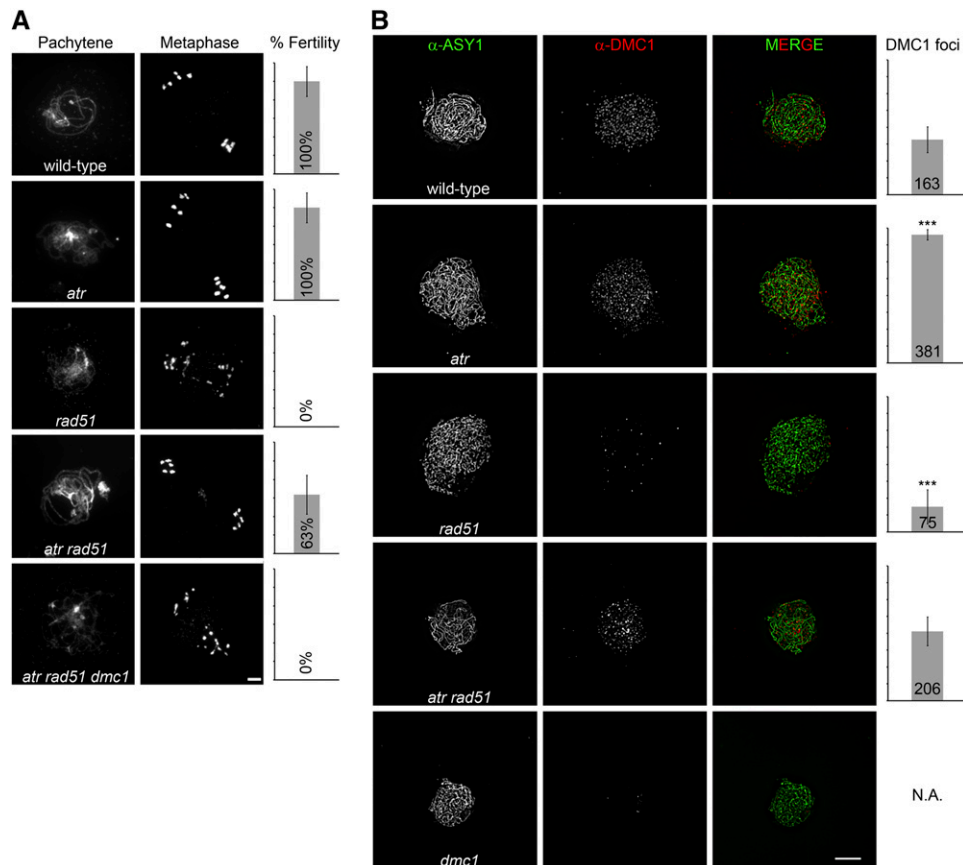 A
Pachytene Metaphase % Fertility
wild-type
100%
atr
100%
rad51
0%
atr rad51
63%
atr rad51 dmc1
0%
B
α-ASY1 α-DMC1 MERGE DMC1 foci
wild-type
163
atr
***
381
rad51
***
75
atr rad51
206
dmc1
N.A.